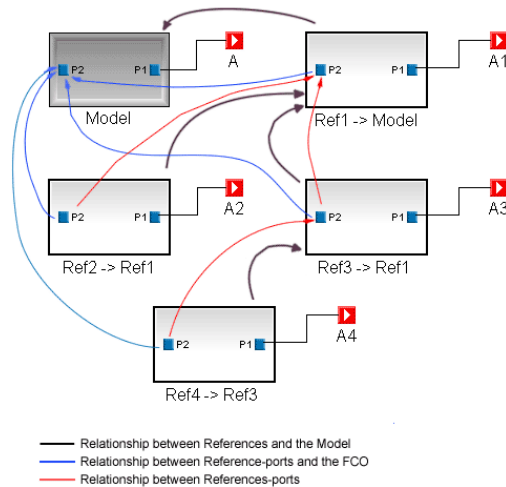 P2 P1 A
Model
P2 P1 A1
Ref1 -> Model
P2 P1 A2
Ref2 -> Ref1
P2 P1 A3
Ref3 -> Ref1
P2 P1 A4
Ref4 -> Ref3
Relationship between References and the Model
Relationship between Reference-ports and the FCO
Relationship between References-ports